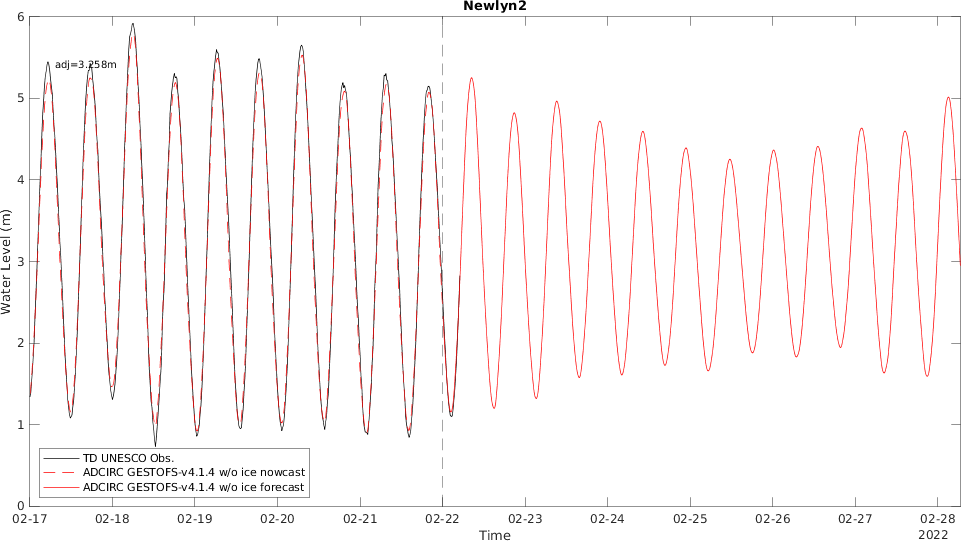 Newlyn2
6
5
4
3
2
1
0
Water Level (m)
adj=3.258m
TD UNESCO Obs.
ADCIRC GESTOFS-v4.1.4 w/o ice nowcast
ADCIRC GESTOFS-v4.1.4 w/o ice forecast
02-17 02-18 02-19 02-20 02-21 02-22 02-23 02-24 02-25 02-26 02-27 02-28
Time
2022